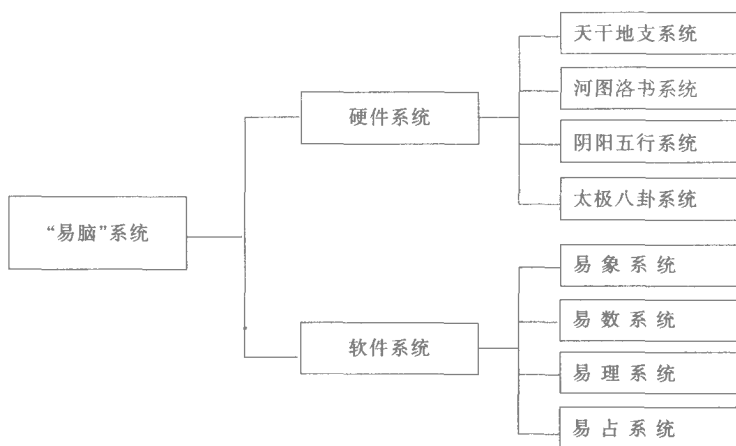 天干地支系统
河图洛书系统
硬件系统
阴阳五行系统
太极八卦系统
“易脑”系统
易象系统
易数系统
软件系统
易理系统
易占系统